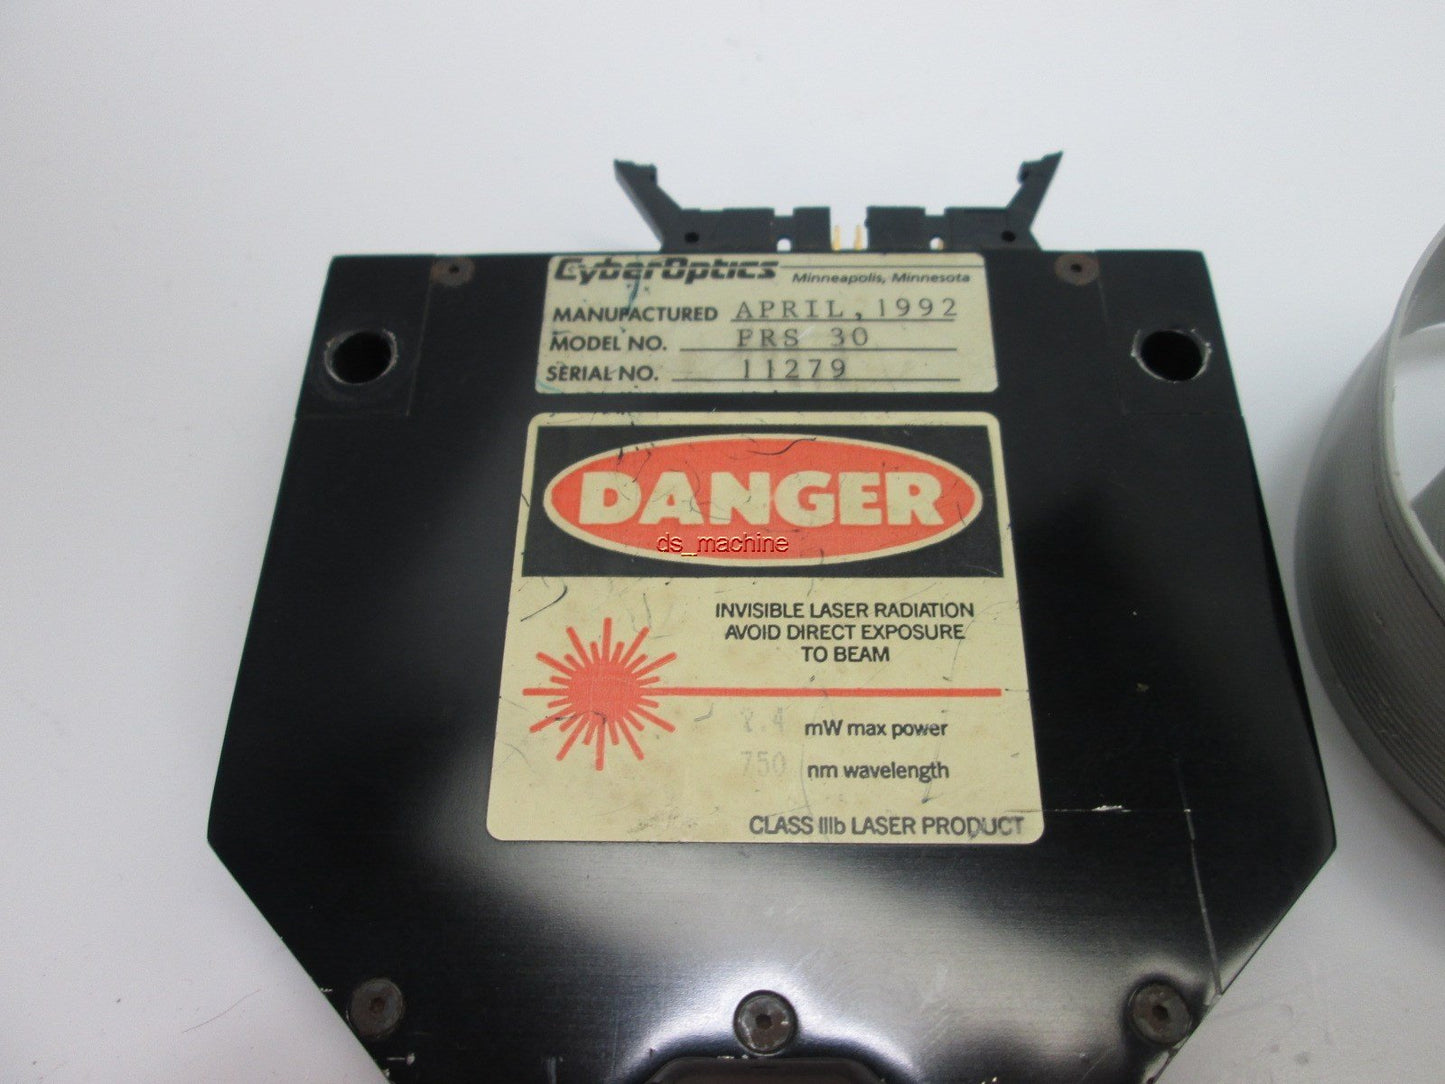 CyberOptics Minneapolis, Minnesota
MANUFACTURED APRIL, 1992
MODEL NO. PRS 30
SERIAL NO. 11279
DANGER
ds_machine
INVISIBLE LASER RADIATION
AVOID DIRECT EXPOSURE
TO BEAM
mW max power
750 nm wavelength
CLASS IIIb LASER PRODUCT